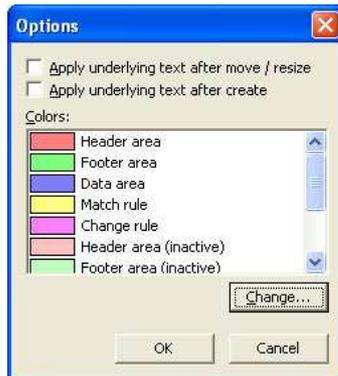 Options
Apply underlying text after move / resize
Apply underlying text after create
Colors:
Header area
Footer area
Data area
Match rule
Change rule
Header area (inactive)
Footer area (inactive)
Change...
OK Cancel